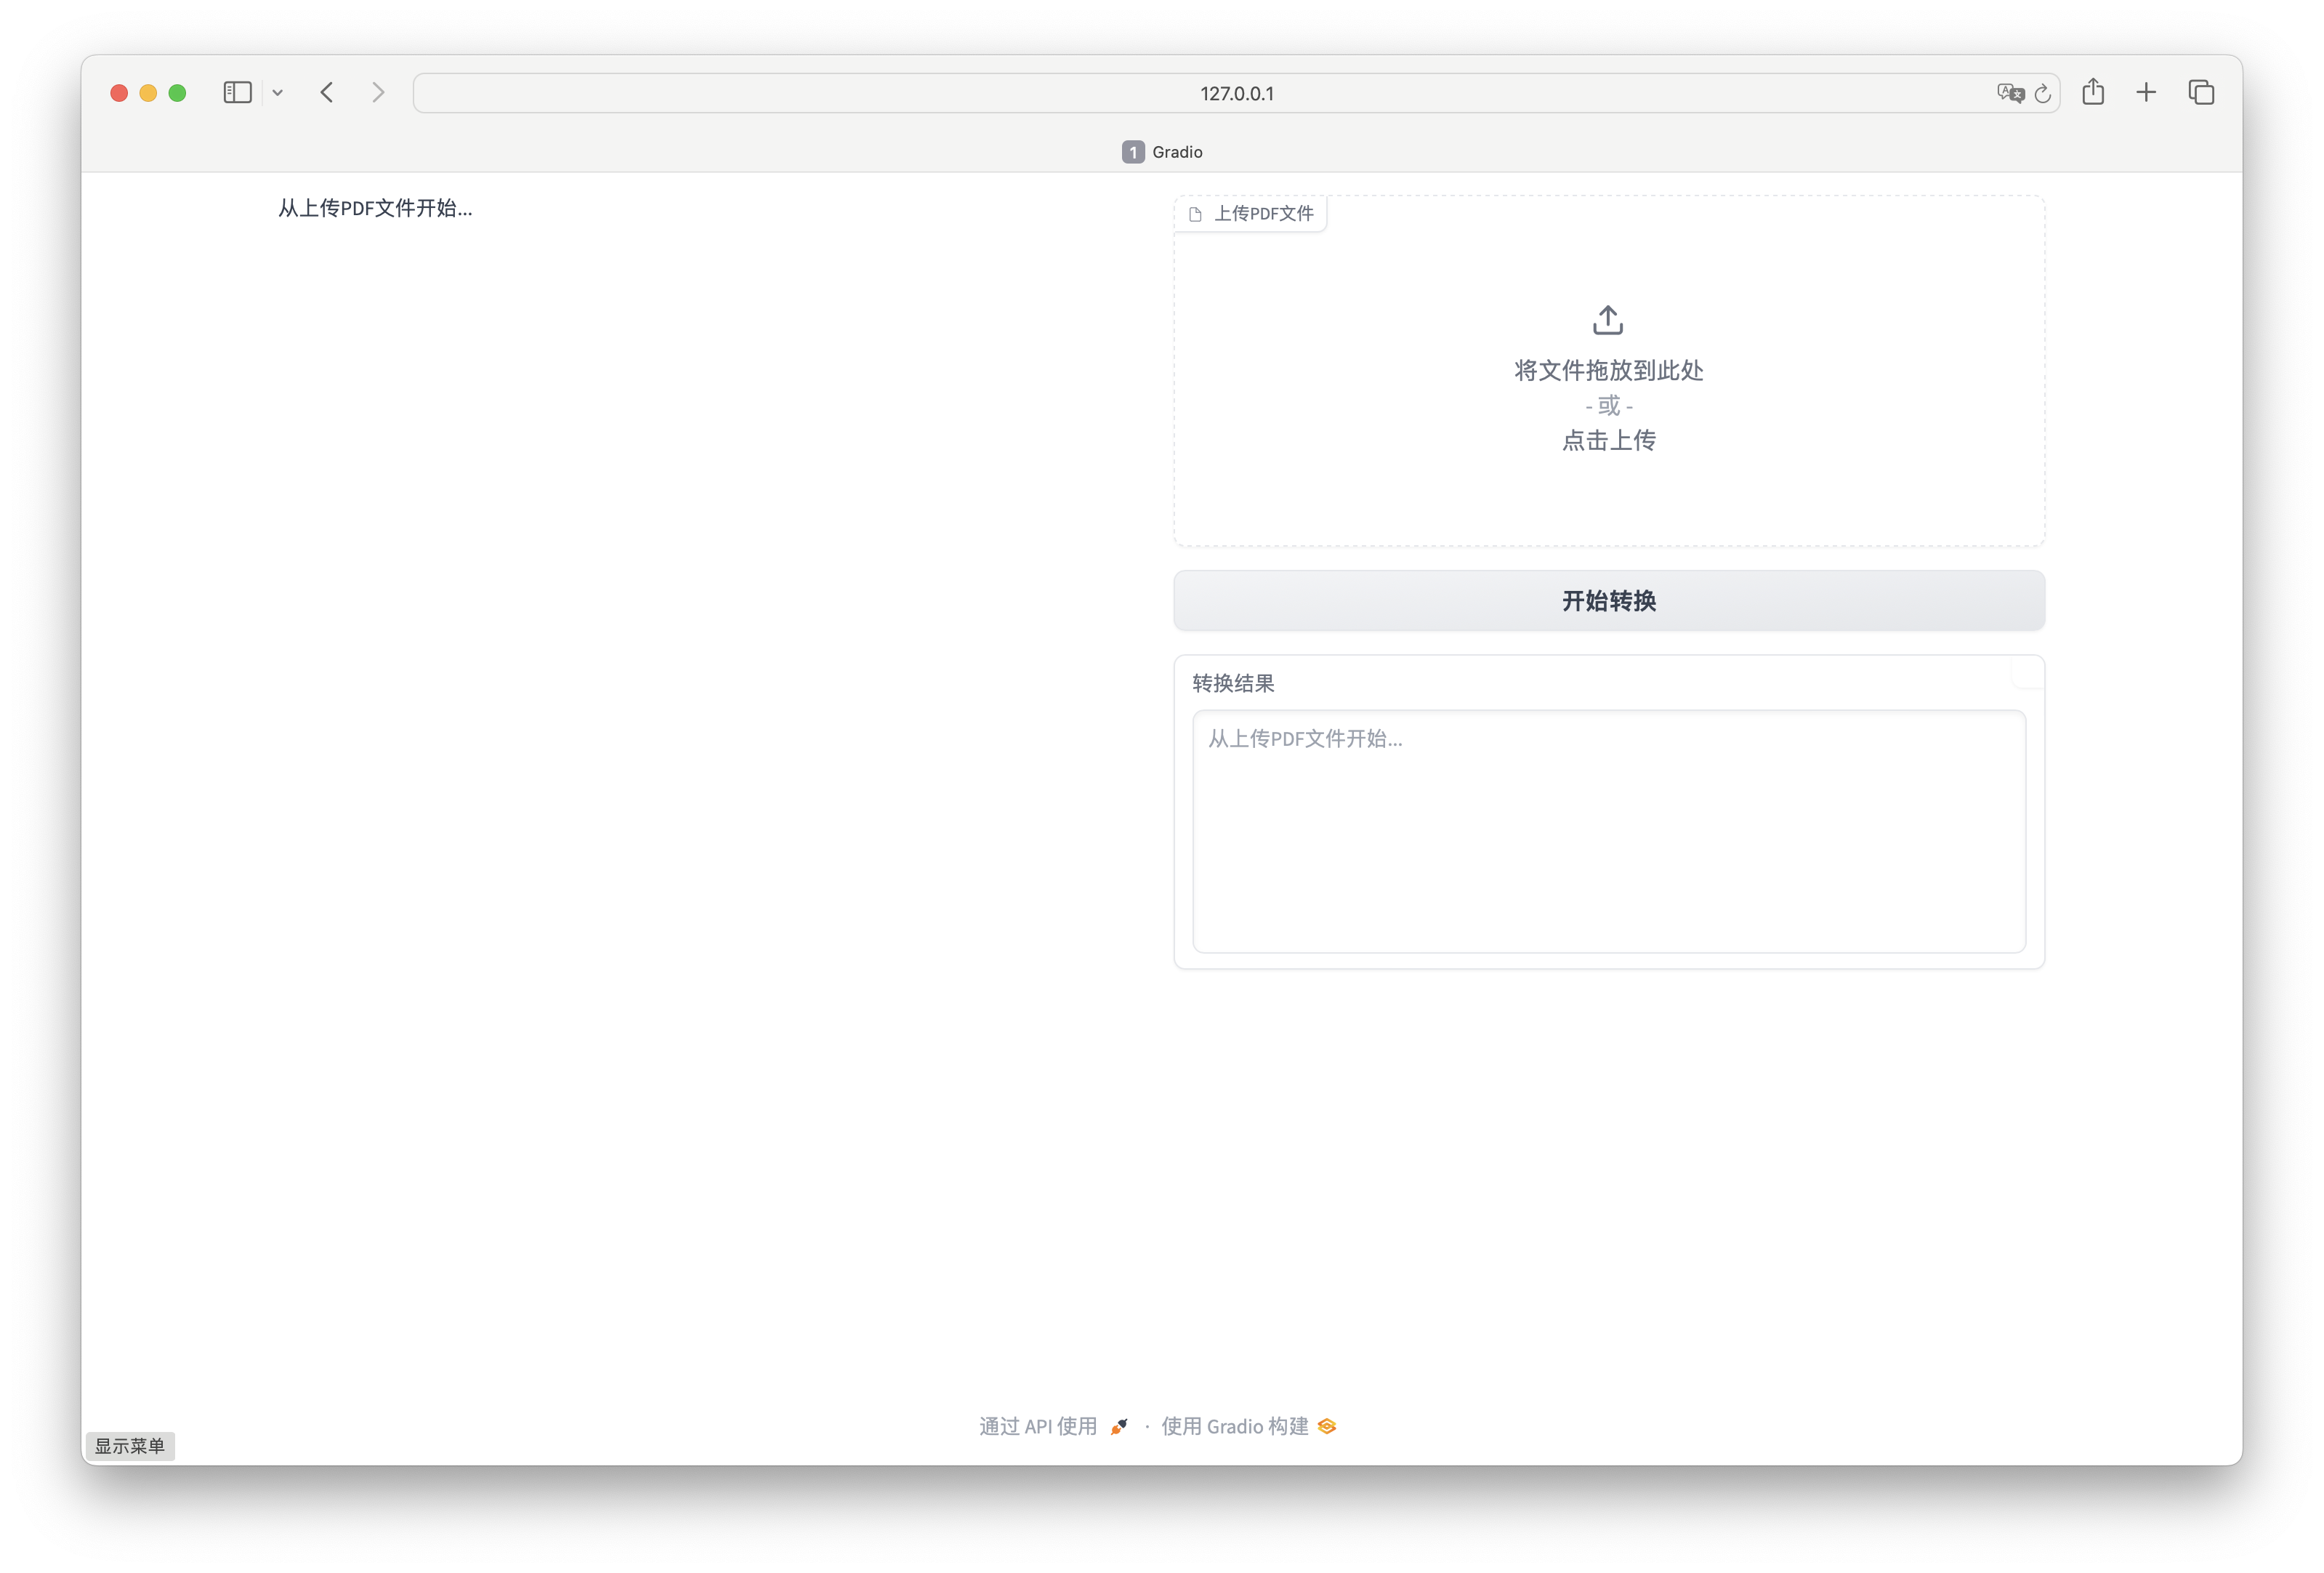 127.0.0.1
1 Gradio
从上传PDF文件开始...
上传PDF文件
将文件拖放到此处
- 或 -
点击上传
开始转换
转换结果
从上传PDF文件开始...
通过 API 使用 · 使用 Gradio 构建
显示菜单